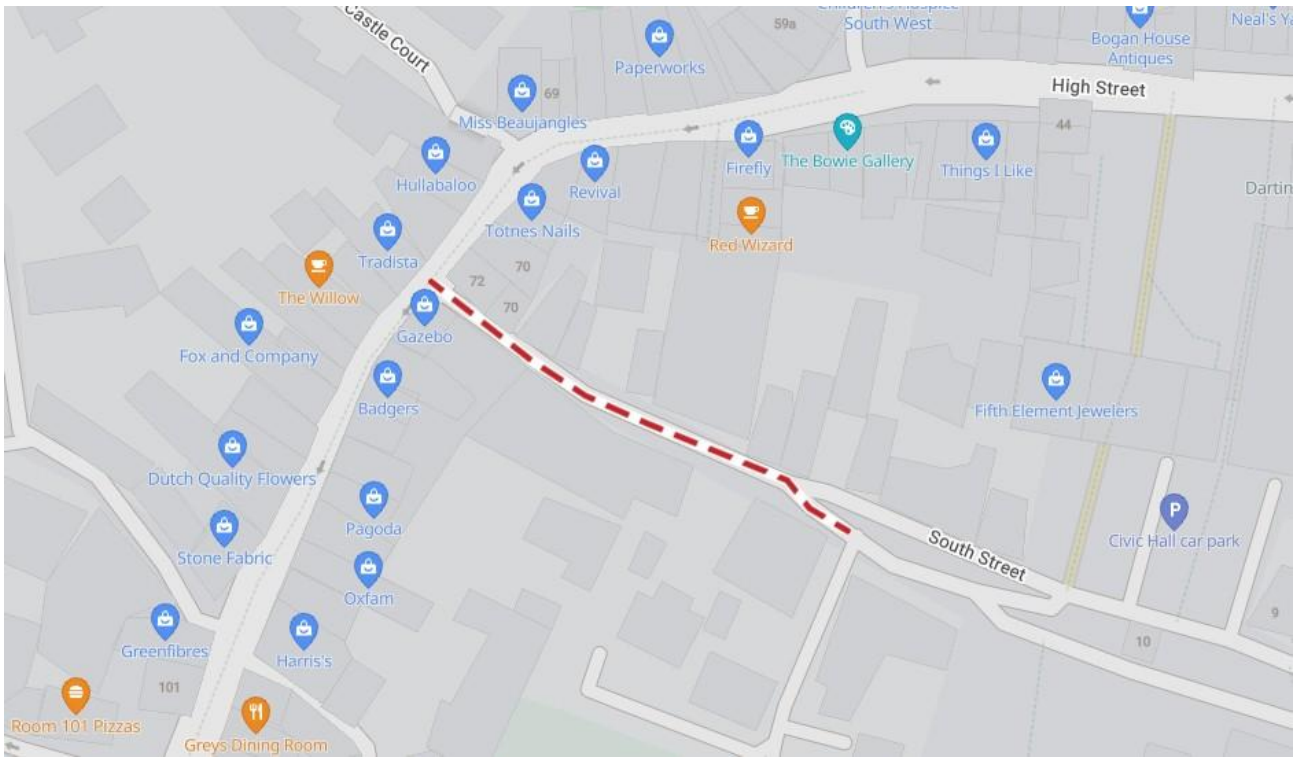 Castle Court
59a
South West
Neal's Ya
Bogan House
Antiques
Paperworks
High Street
69
Miss Beaujangles
44
Hullabaloo
Revival
Firefly
The Bowie Gallery
Things I Like
Dartin
Totnes Nails
Red Wizard
Tradista
72
70
The Willow
70
Gazebo
Fox and Company
Badgers
Fifth Element Jewelers
Dutch Quality Flowers
Pagoda
P
Civic Hall car park
South Street
Stone Fabric
Oxfam
9
Greenfibres
Harris's
10
101
Room 101 Pizzas
Greys Dining Room